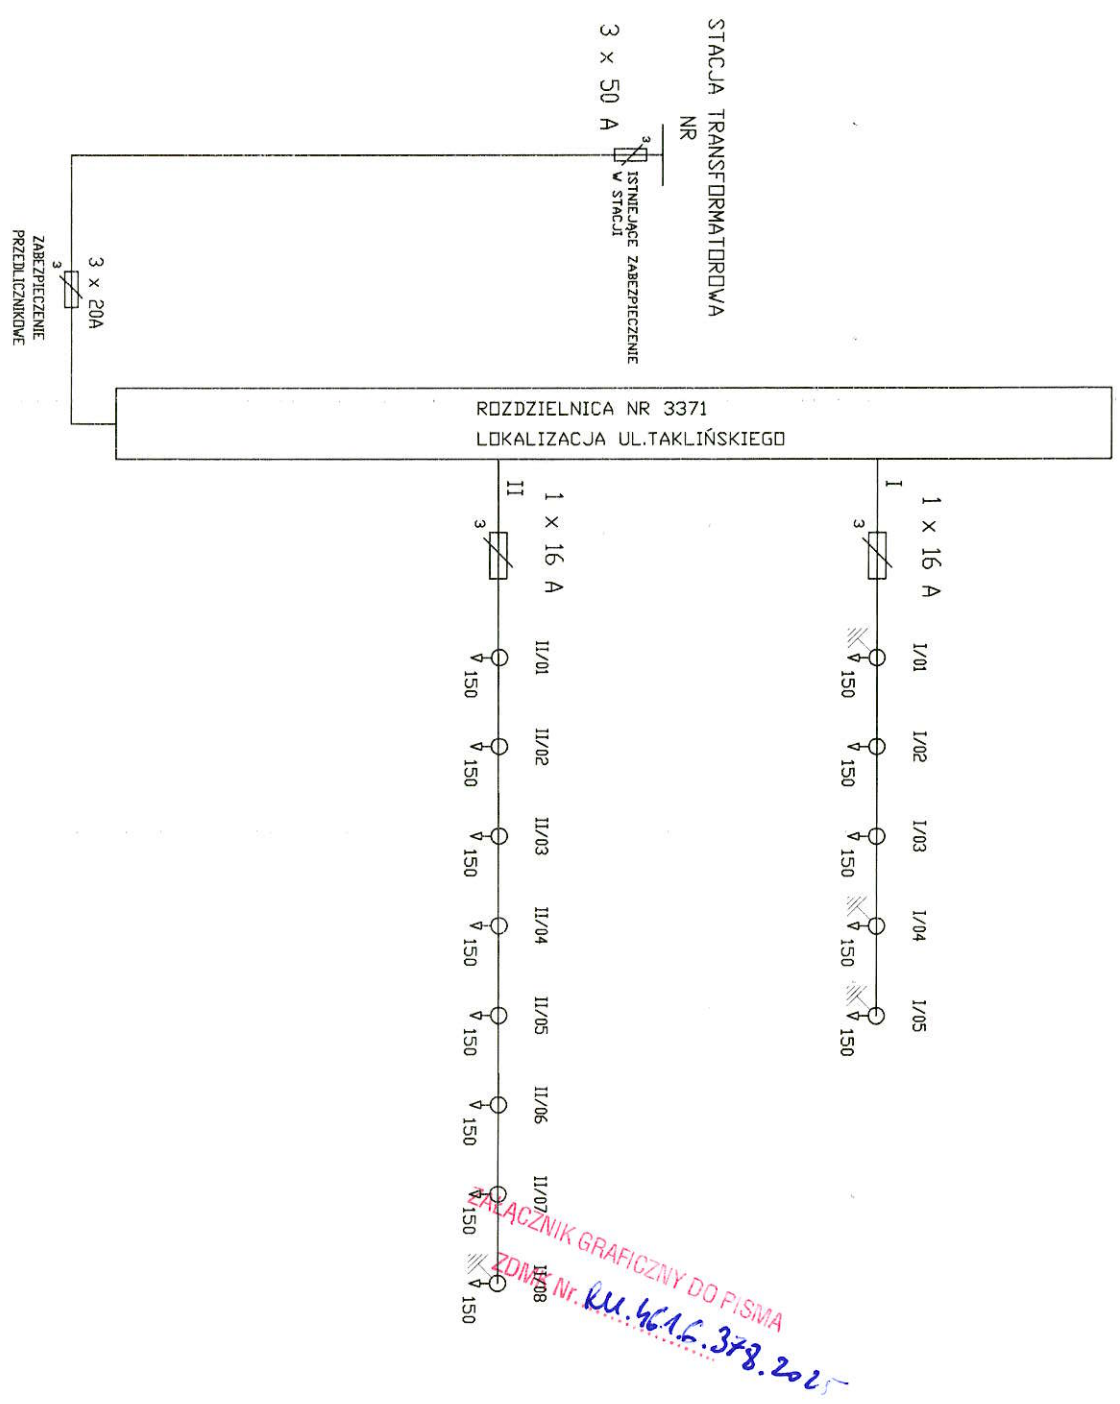 STACJA TRANSFORMATOROWA
NR
3 x 50 A
3
ISTNIEJĄCE ZABEZPIECZENIE
W STACJI
3 x 20A
3
ZABEZPIECZENIE
PRZEDLICZNIKOWE
ROZDZIELNICA NR 3371
LOKALIZACJA UL.TAKLIŃSKIEGO
I
1 x 16 A
3
I/01
150
I/02
150
I/03
150
I/04
150
I/05
150
II
1 x 16 A
3
II/01
150
II/02
150
II/03
150
II/04
150
II/05
150
II/06
150
II/07
150
II/08
150
ZAŁĄCZNIK GRAFICZNY DO PISMA
ZDMK Nr. RU.461.6.378.2025